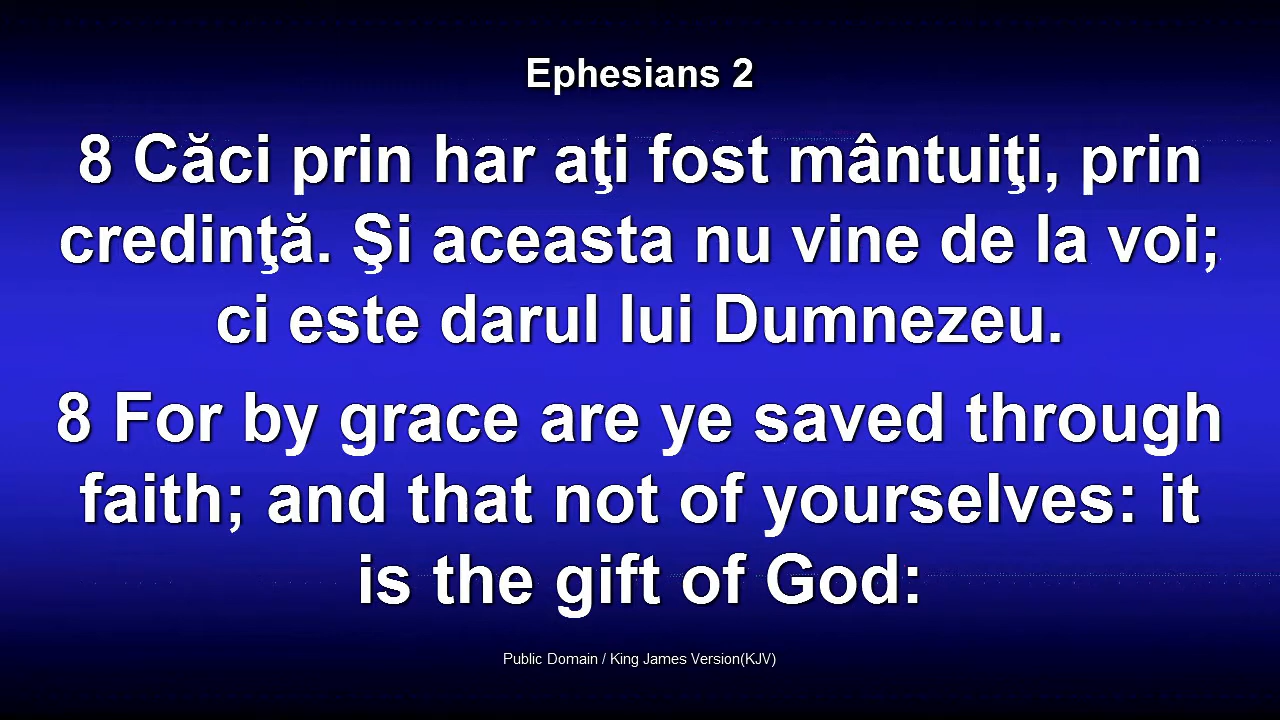 Ephesians 2
8 Căci prin har aţi fost mântuiţi, prin
credinţă. Şi aceasta nu vine de la voi;
ci este darul lui Dumnezeu.
8 For by grace are ye saved through
faith; and that not of yourselves: it
is the gift of God:
Public Domain / King James Version(KJV)